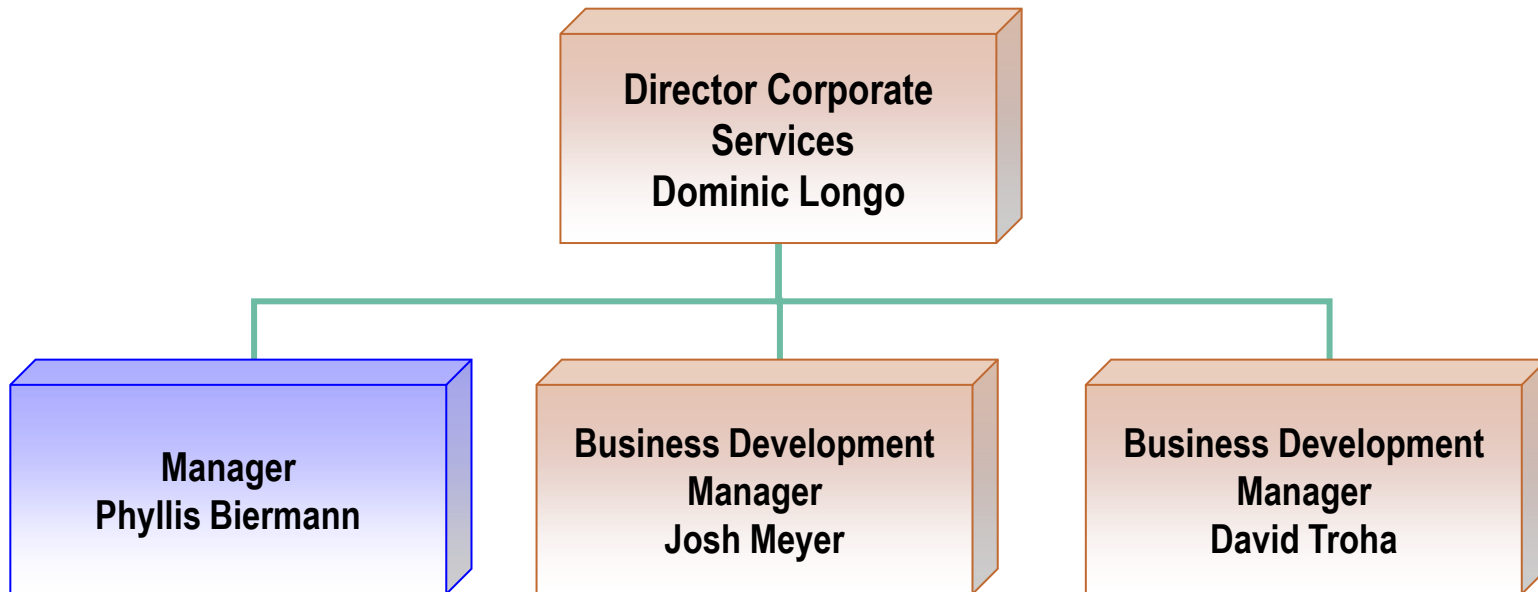 Director Corporate
Services
Dominic Longo
Manager
Phyllis Biermann
Business Development
Manager
Josh Meyer
Business Development
Manager
David Troha